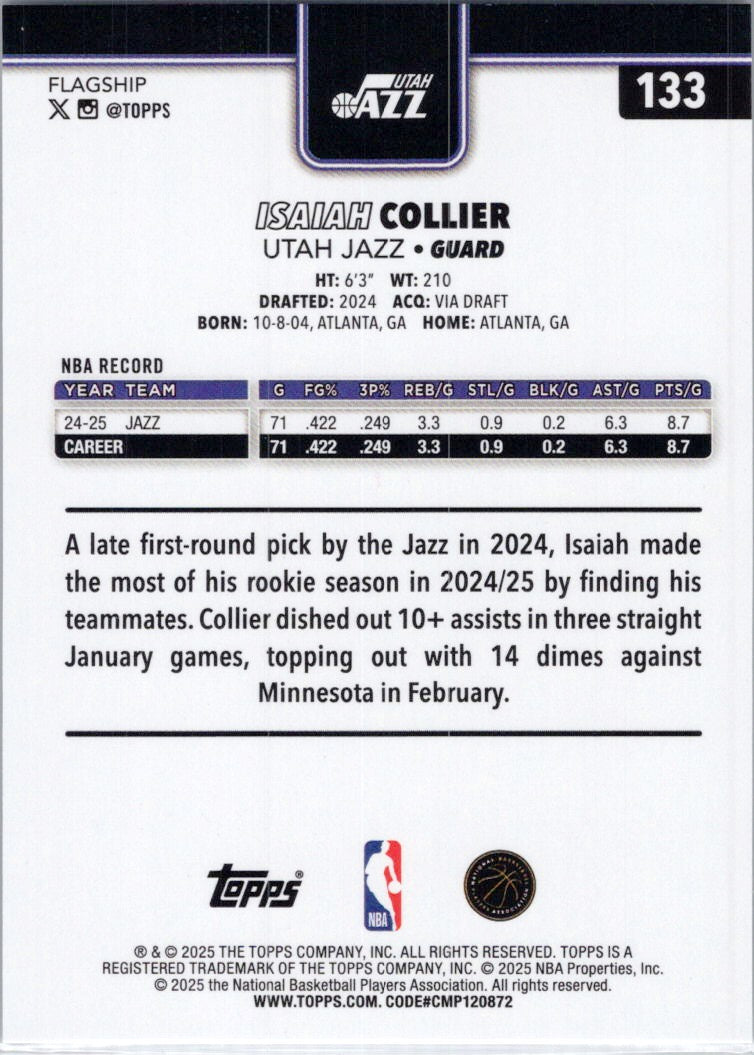 UTAH
JAZZ
FLAGSHIP
@TOPPS
133
ISAIAH COLLIER
UTAH JAZZ • GUARD
HT: 6'3" WT: 210
DRAFTED: 2024 ACQ: VIA DRAFT
BORN: 10-8-04, ATLANTA, GA HOME: ATLANTA, GA
NBA RECORD
YEAR TEAM G FG% 3P% REB/G STL/G BLK/G AST/G PTS/G
24-25 JAZZ 71 .422 .249 3.3 0.9 0.2 6.3 8.7
CAREER 71 .422 .249 3.3 0.9 0.2 6.3 8.7
A late first-round pick by the Jazz in 2024, Isaiah made
the most of his rookie season in 2024/25 by finding his
teammates. Collier dished out 10+ assists in three straight
January games, topping out with 14 dimes against
Minnesota in February.
Topps®
NBA
NATIONAL BASKETBALL
PLAYERS ASSOCIATION
® & © 2025 THE TOPPS COMPANY, INC. ALL RIGHTS RESERVED. TOPPS IS A
REGISTERED TRADEMARK OF THE TOPPS COMPANY, INC. © 2025 NBA Properties, Inc.
© 2025 the National Basketball Players Association. All rights reserved.
WWW.TOPPS.COM. CODE#CMP120872